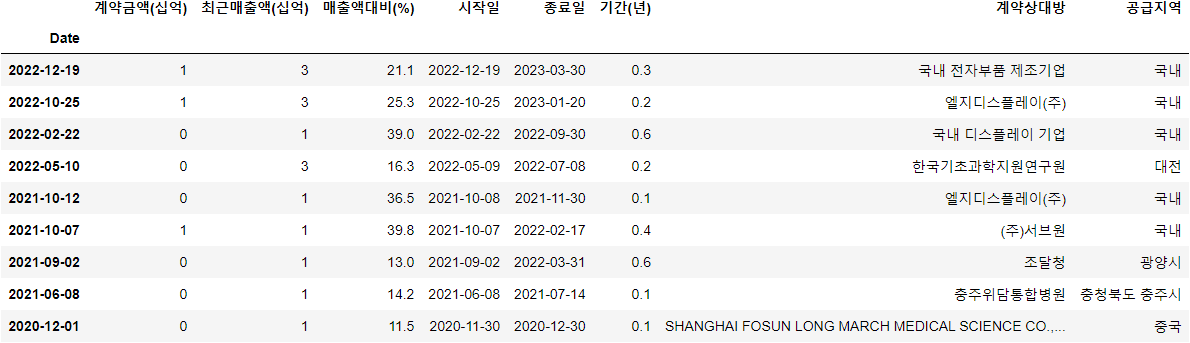 계약금액(십억) 최근매출액(십억) 매출액대비(%) 시작일 종료일 기간(년) 계약상대방 공급지역
Date
2022-12-19 1 3 21.1 2022-12-19 2023-03-30 0.3 국내 전자부품 제조기업 국내
2022-10-25 1 3 25.3 2022-10-25 2023-01-20 0.2 엘지디스플레이(주) 국내
2022-02-22 0 1 39.0 2022-02-22 2022-09-30 0.6 국내 디스플레이 기업 국내
2022-05-10 0 3 16.3 2022-05-09 2022-07-08 0.2 한국기초과학지원연구원 대전
2021-10-12 0 1 36.5 2021-10-08 2021-11-30 0.1 엘지디스플레이(주) 국내
2021-10-07 1 1 39.8 2021-10-07 2022-02-17 0.4 (주)서브원 국내
2021-09-02 0 1 13.0 2021-09-02 2022-03-31 0.6 조달청 광양시
2021-06-08 0 1 14.2 2021-06-08 2021-07-14 0.1 충주위담통합병원 충청북도 충주시
2020-12-01 0 1 11.5 2020-11-30 2020-12-30 0.1 SHANGHAI FOSUN LONG MARCH MEDICAL SCIENCE CO.,... 중국